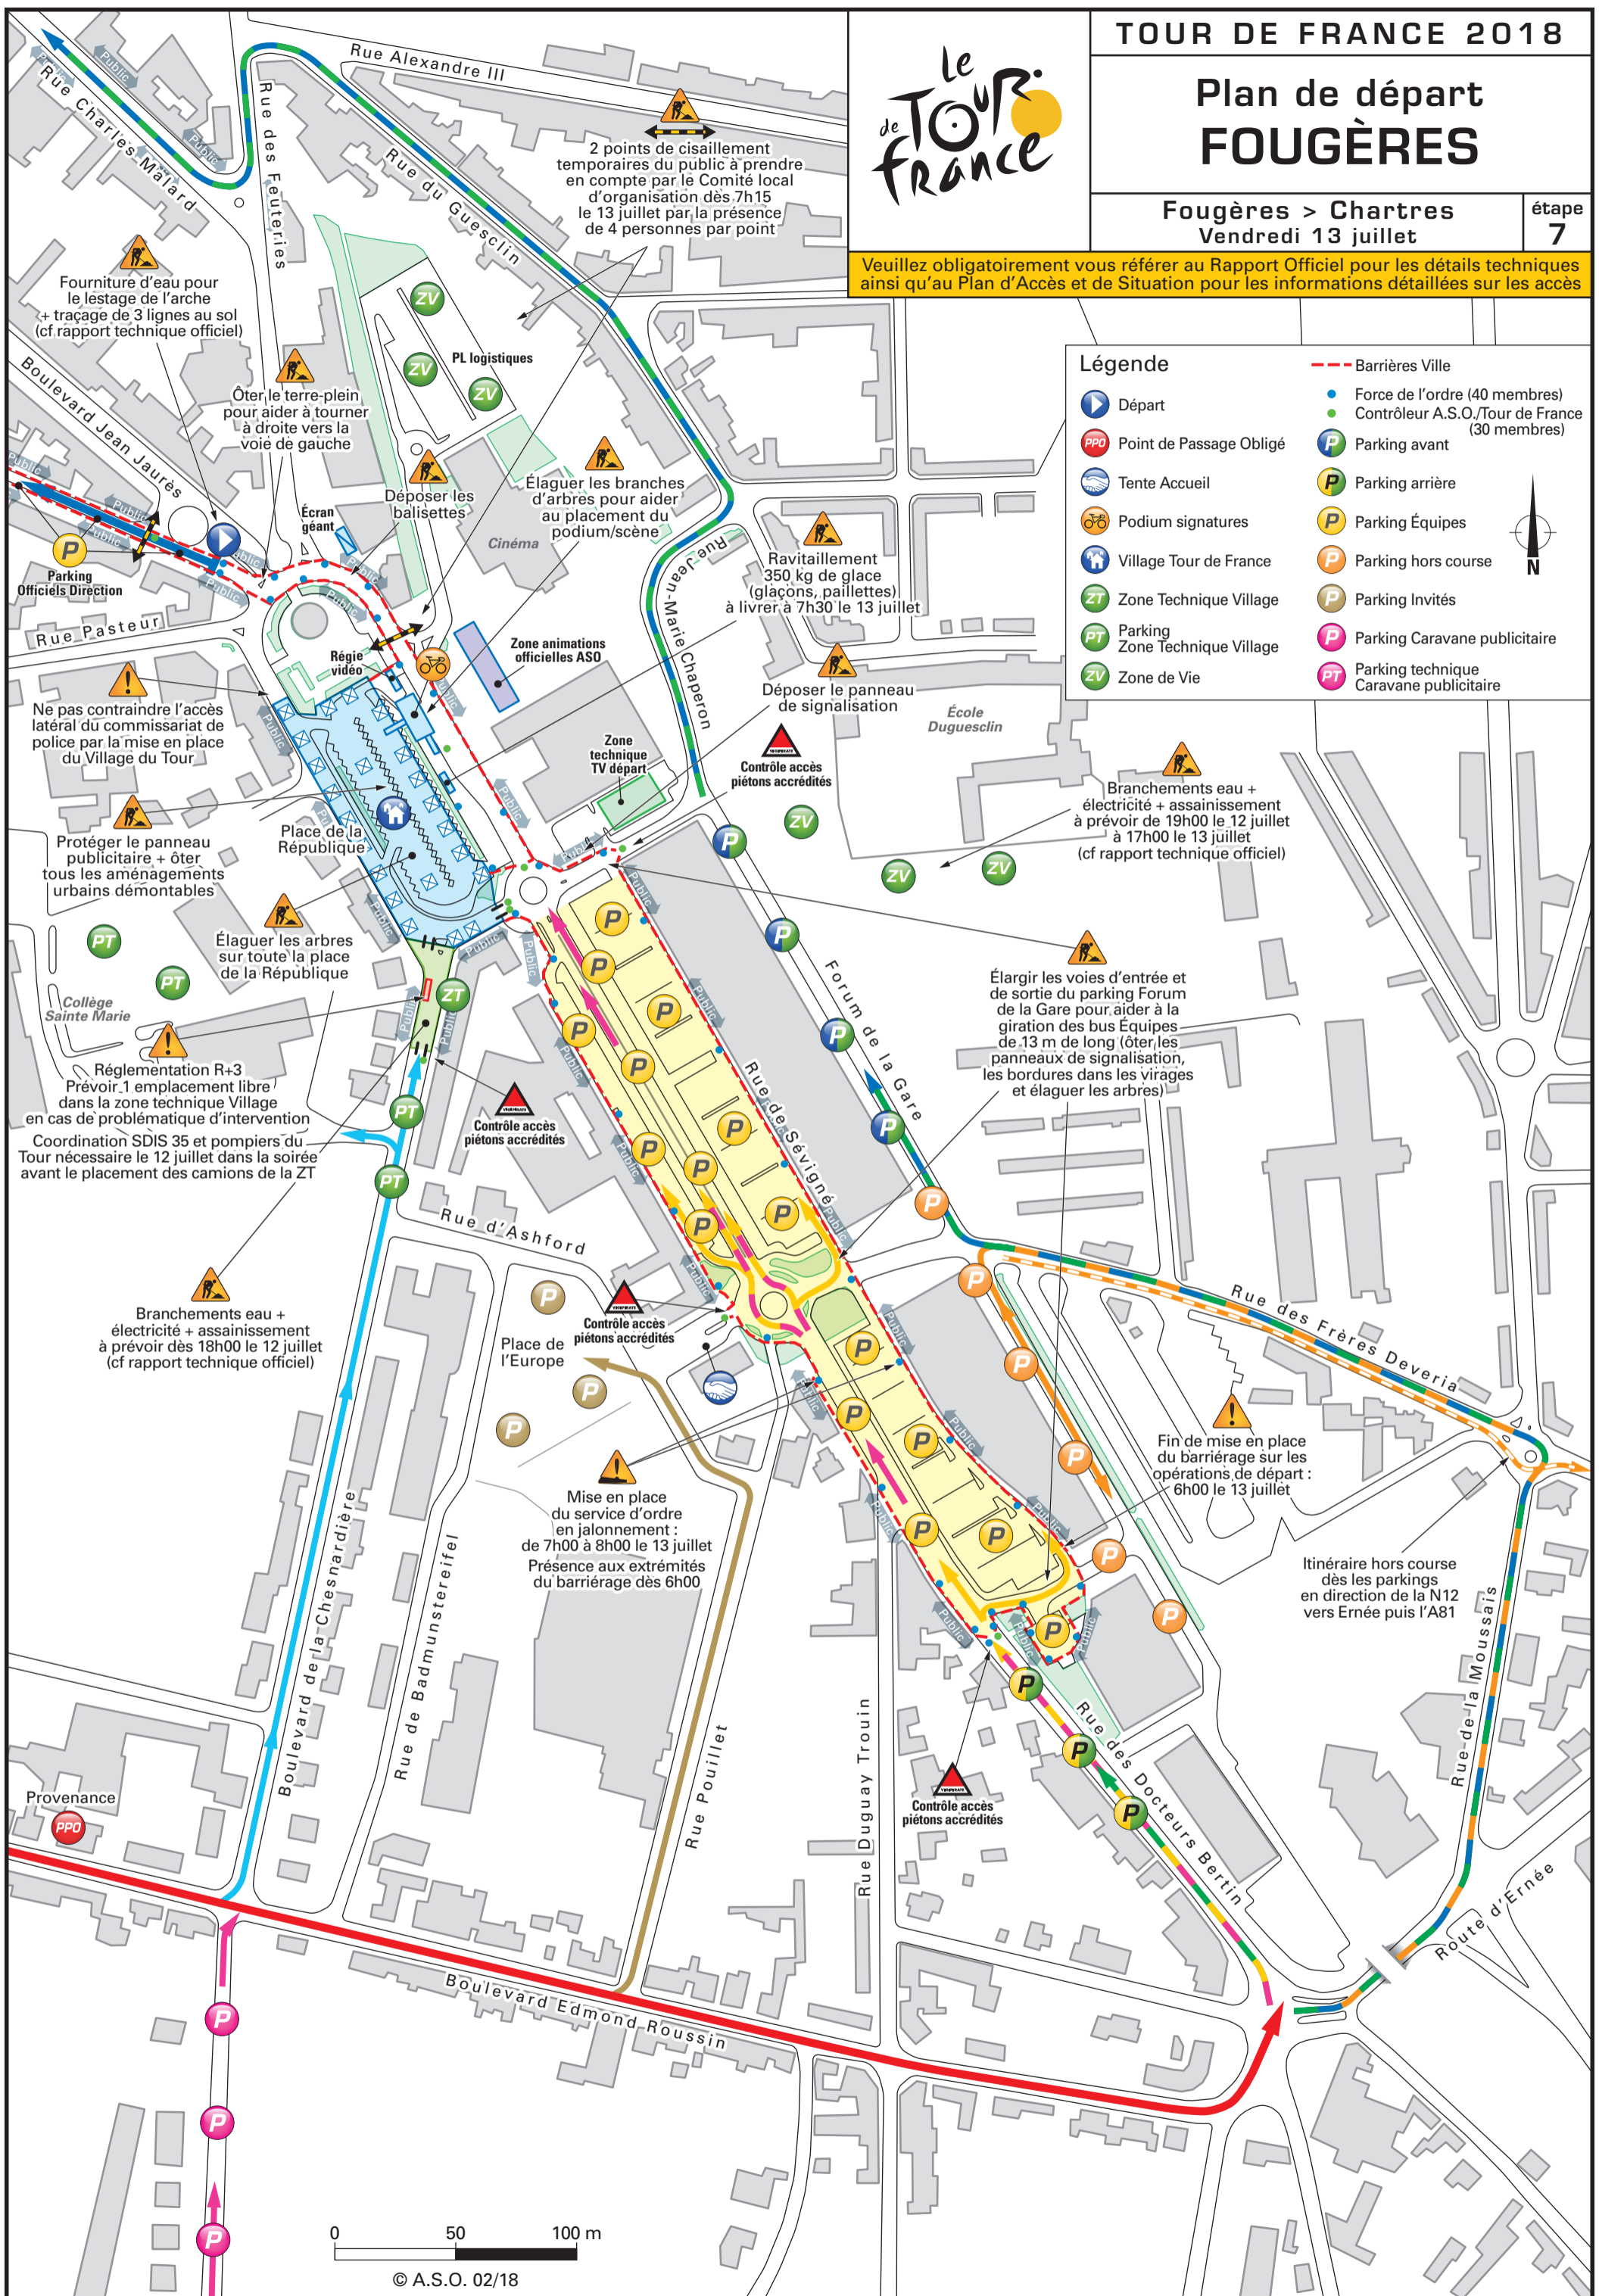 TOUR DE FRANCE 2018
Le
TOUR
de
FRANCE
Plan de départ
FOUGÈRES
Fougères > Chartres
Vendredi 13 juillet
étape
7
Veuillez obligatoirement vous référer au Rapport Officiel pour les détails techniques
ainsi qu'au Plan d'Accès et de Situation pour les informations détaillées sur les accès
Légende
Départ
PPO
Point de Passage Obligé
Tente Accueil
Podium signatures
Village Tour de France
ZT
Zone Technique Village
PT
Parking
Zone Technique Village
ZV
Zone de Vie
Barrières Ville
Force de l'ordre (40 membres)
Contrôleur A.S.O./Tour de France
(30 membres)
P
Parking avant
P
Parking arrière
P
Parking Équipes
P
Parking hors course
P
Parking Invités
P
Parking Caravane publicitaire
PT
Parking technique
Caravane publicitaire
N
Rue Alexandre III
Rue Charles Malard
Rue des Feuteries
Rue du Guesclin
2 points de cisaillement
temporaires du public à prendre
en compte par le Comité local
d'organisation dès 7h15
le 13 juillet par la présence
de 4 personnes par point
Fourniture d'eau pour
le lestage de l'arche
+ traçage de 3 lignes au sol
(cf rapport technique officiel)
Boulevard Jean Jaurès
Ôter le terre-plein
pour aider à tourner
à droite vers la
voie de gauche
ZV
ZV
ZV
PL logistiques
Déposer les
balisettes
Écran
géant
Élaguer les branches
d'arbres pour aider
au placement du
podium/scène
Cinéma
Ravitaillement
350 kg de glace
(glaçons, paillettes)
à livrer à 7h30 le 13 juillet
Rue Jean-Marie Chaperon
P
Parking
Officiels Direction
Rue Pasteur
Régie
vidéo
Zone animations
officielles ASO
Ne pas contraindre l'accès
latéral du commissariat de
police par la mise en place
du Village du Tour
Déposer le panneau
de signalisation
École
Duguesclin
Zone
technique
TV départ
Contrôle accès
piétons accrédités
ZV
ZV
ZV
Branchements eau +
électricité + assainissement
à prévoir de 19h00 le 12 juillet
à 17h00 le 13 juillet
(cf rapport technique officiel)
Protéger le panneau
publicitaire + ôter
tous les aménagements
urbains démontables
Place de la
République
Élaguer les arbres
sur toute la place
de la République
PT
PT
Collège
Sainte Marie
ZT
Réglementation R+3
Prévoir 1 emplacement libre
dans la zone technique Village
en cas de problématique d'intervention
Coordination SDIS 35 et pompiers du
Tour nécessaire le 12 juillet dans la soirée
avant le placement des camions de la ZT
PT
PT
Contrôle accès
piétons accrédités
Forum de la Gare
Rue de Sévigné
Élargir les voies d'entrée et
de sortie du parking Forum
de la Gare pour aider à la
giration des bus Équipes
de 13 m de long (ôter les
panneaux de signalisation,
les bordures dans les virages
et élaguer les arbres)
Rue d'Ashford
Branchements eau +
électricité + assainissement
à prévoir dès 18h00 le 12 juillet
(cf rapport technique officiel)
Contrôle accès
piétons accrédités
Place de
l'Europe
Rue des Frères Deveria
Mise en place
du service d'ordre
en jalonnement :
de 7h00 à 8h00 le 13 juillet
Présence aux extrémités
du barriérage dès 6h00
Fin de mise en place
du barriérage sur les
opérations de départ :
6h00 le 13 juillet
Itinéraire hors course
dès les parkings
en direction de la N12
vers Ernée puis l'A81
Boulevard de la Chesnardière
Rue de Badmunstereifel
Rue Pouillet
Rue Duguay Trouin
Contrôle accès
piétons accrédités
Rue des Docteurs Bertin
Rue de la Moussais
Route d'Ernée
Provenance
PPO
Boulevard Edmond Roussin
P
P
P
0 50 100 m
© A.S.O. 02/18